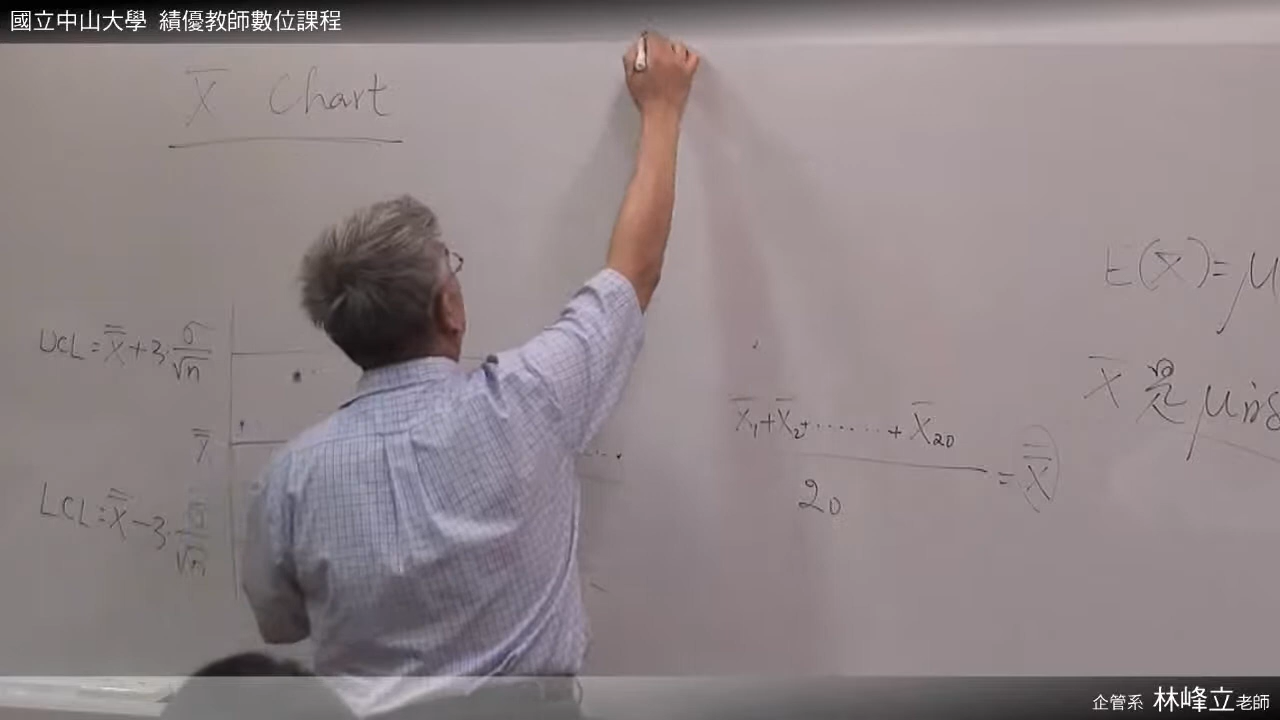 國立中山大學 績優教師數位課程
X̄ Chart
UCL = X̿ + 3·σ/√n
X̿
LCL = X̿ − 3·σ/√n
X̄₁+X̄₂+......+X̄₂₀
20
= X̿
E(X̄) = μ
X̄ 是 μ
企管系 林峰立老師